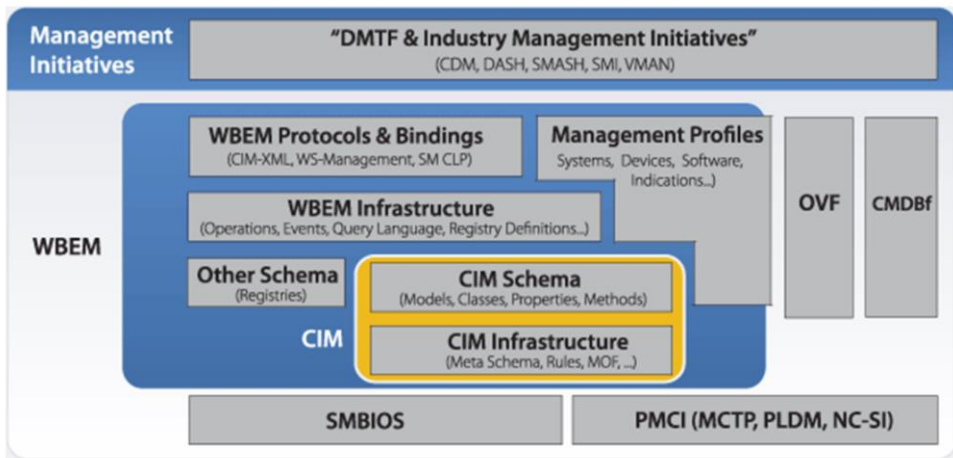 Management
Initiatives
“DMTF & Industry Management Initiatives”
(CDM, DASH, SMASH, SMI, VMAN)
WBEM
WBEM Protocols & Bindings
(CIM-XML, WS-Management, SM CLP)
Management Profiles
Systems, Devices, Software,
Indications...)
OVF
CMDBf
WBEM Infrastructure
(Operations, Events, Query Language, Registry Definitions...)
Other Schema
(Registries)
CIM
CIM Schema
(Models, Classes, Properties, Methods)
CIM Infrastructure
(Meta Schema, Rules, MOF, ...)
SMBIOS
PMCI (MCTP, PLDM, NC-SI)